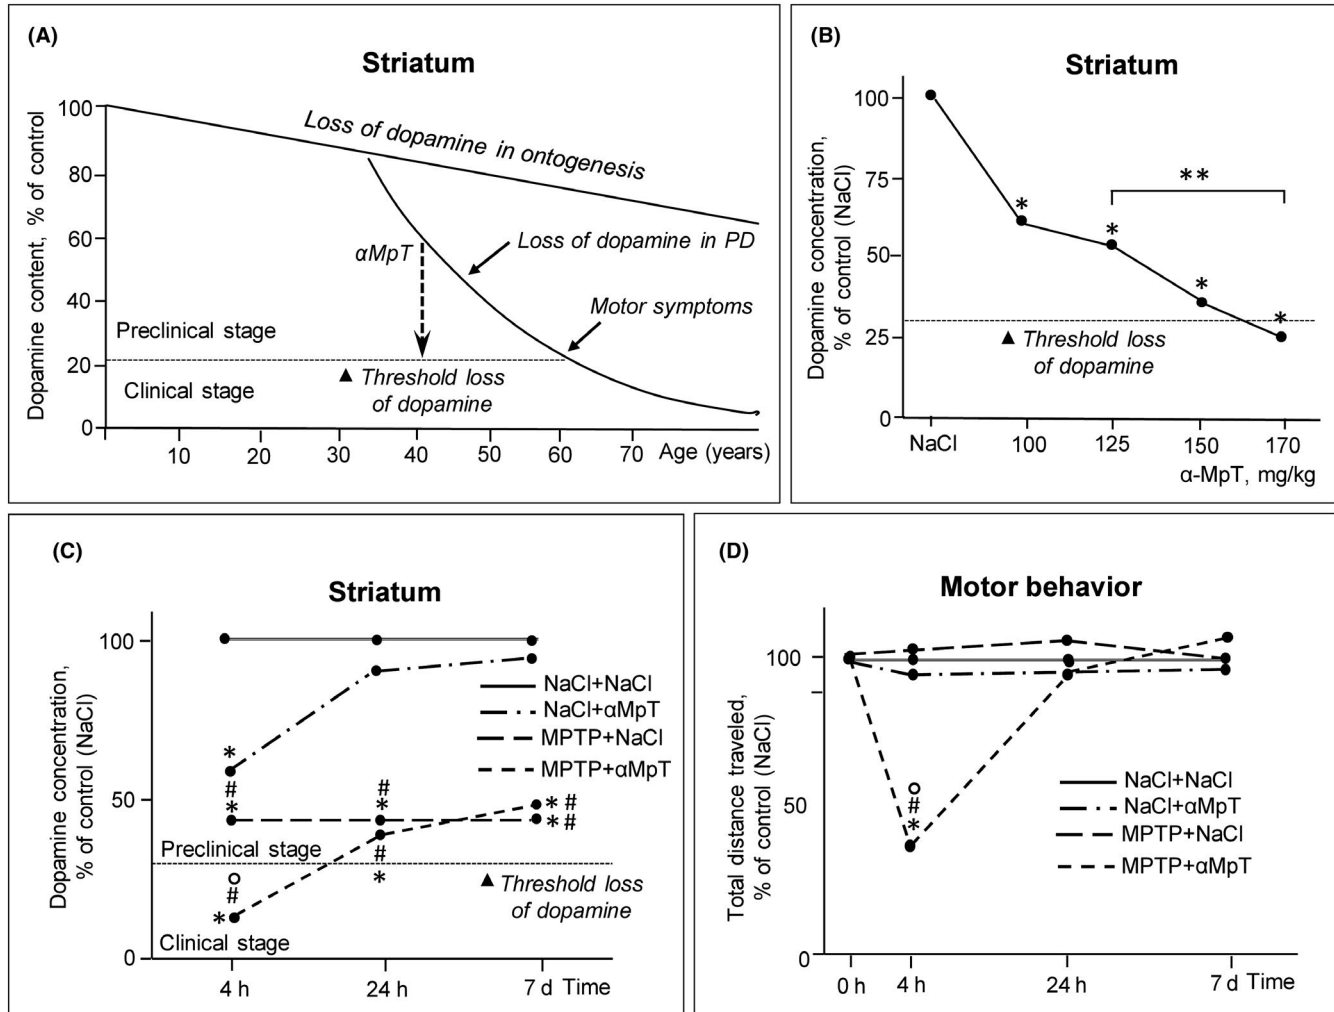 (A)
Striatum
Dopamine content, % of control
100
80
60
40
20
0
Loss of dopamine in ontogenesis
αMpT
Loss of dopamine in PD
Motor symptoms
Preclinical stage
Clinical stage
▲ Threshold loss
of dopamine
10 20 30 40 50 60 70 Age (years)
(B)
Striatum
Dopamine concentration,
% of control (NaCl)
100
75
50
25
0
*
*
**
*
*
▲ Threshold loss
of dopamine
NaCl 100 125 150 170
α-MpT, mg/kg
(C)
Striatum
Dopamine concentration,
% of control (NaCl)
100
50
0
NaCl+NaCl
NaCl+αMpT
MPTP+NaCl
MPTP+αMpT
*
#
*
#
*
* #
* #
Preclinical stage
o
#
*
#
*
▲ Threshold loss
of dopamine
Clinical stage
4 h 24 h 7 d Time
(D)
Motor behavior
Total distance traveled,
% of control (NaCl)
100
50
0
o
#
*
NaCl+NaCl
NaCl+αMpT
MPTP+NaCl
MPTP+αMpT
0 h 4 h 24 h 7 d Time